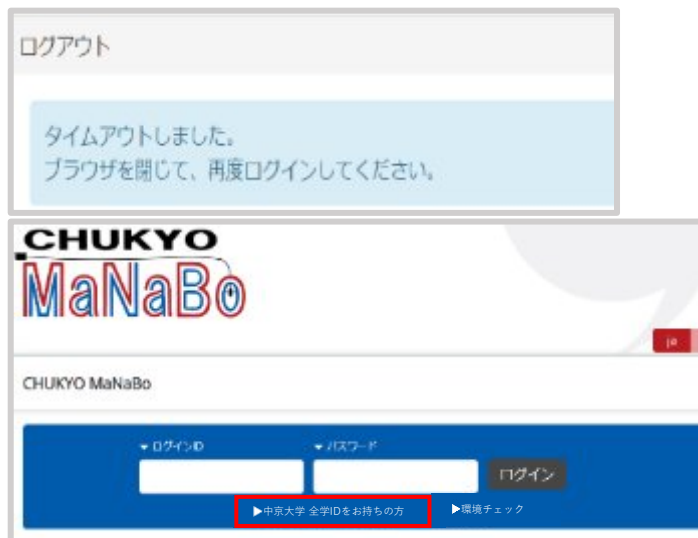 ログアウト
タイムアウトしました。
ブラウザを閉じて、再度ログインしてください。
CHUKYO
MaNaBo
ja
CHUKYO MaNaBo
▼ログインID ▼パスワード
ログイン
▶中京大学 全学IDをお持ちの方 ▶環境チェック